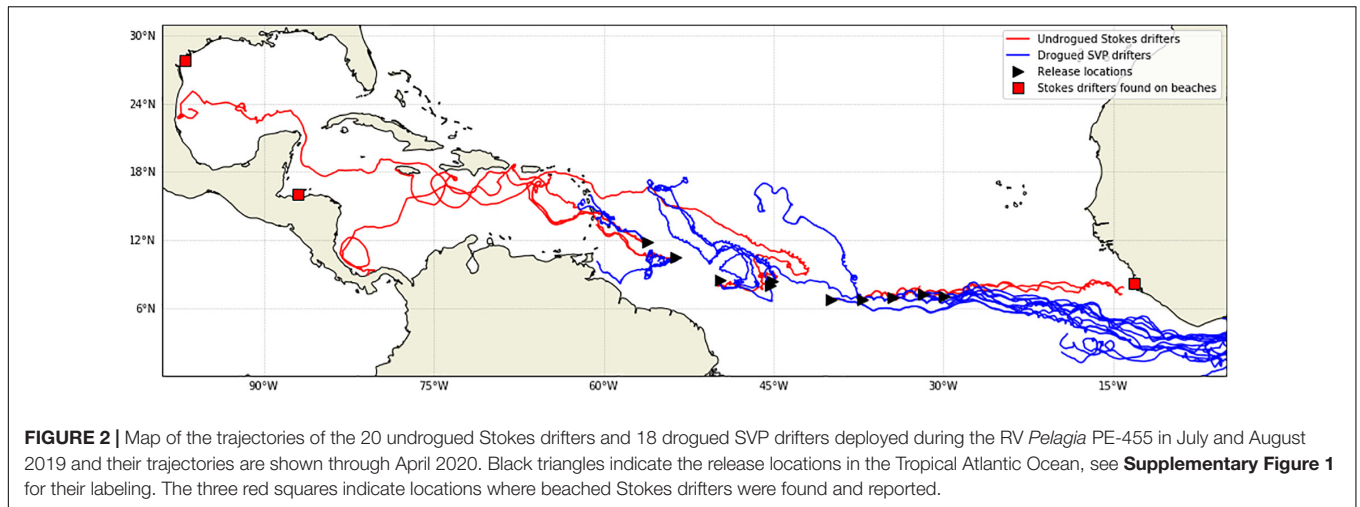 30°N
24°N
18°N
12°N
6°N
90°W
75°W
60°W
45°W
30°W
15°W
Undrogued Stokes drifters
Drogued SVP drifters
Release locations
Stokes drifters found on beaches
FIGURE 2 | Map of the trajectories of the 20 undrogued Stokes drifters and 18 drogued SVP drifters deployed during the RV Pelagia PE-455 in July and August
2019 and their trajectories are shown through April 2020. Black triangles indicate the release locations in the Tropical Atlantic Ocean, see Supplementary Figure 1
for their labeling. The three red squares indicate locations where beached Stokes drifters were found and reported.